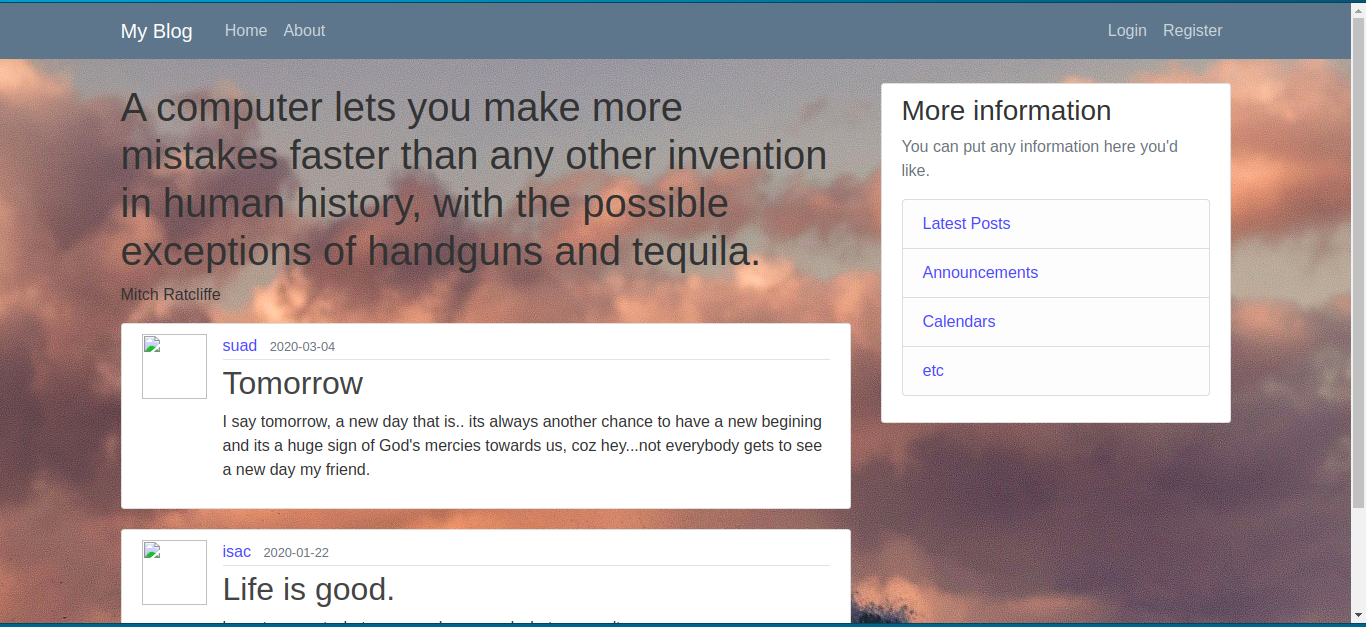 My Blog Home About Login Register
A computer lets you make more
mistakes faster than any other invention
in human history, with the possible
exceptions of handguns and tequila.
Mitch Ratcliffe
suad 2020-03-04
Tomorrow
I say tomorrow, a new day that is.. its always another chance to have a new begining
and its a huge sign of God's mercies towards us, coz hey...not everybody gets to see
a new day my friend.
isac 2020-01-22
Life is good.
More information
You can put any information here you'd
like.
Latest Posts
Announcements
Calendars
etc